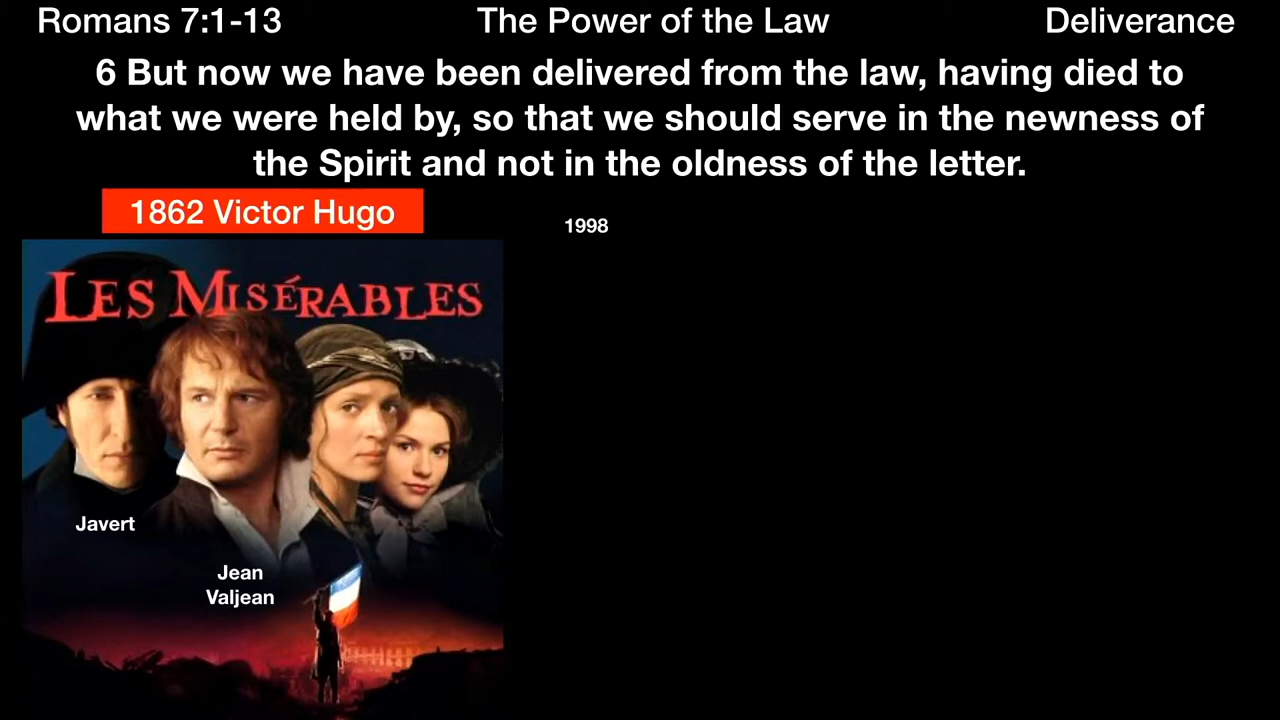 Romans 7:1-13
The Power of the Law
Deliverance
6 But now we have been delivered from the law, having died to
what we were held by, so that we should serve in the newness of
the Spirit and not in the oldness of the letter.
1862 Victor Hugo
1998
LES MISÉRABLES
Javert
Jean
Valjean